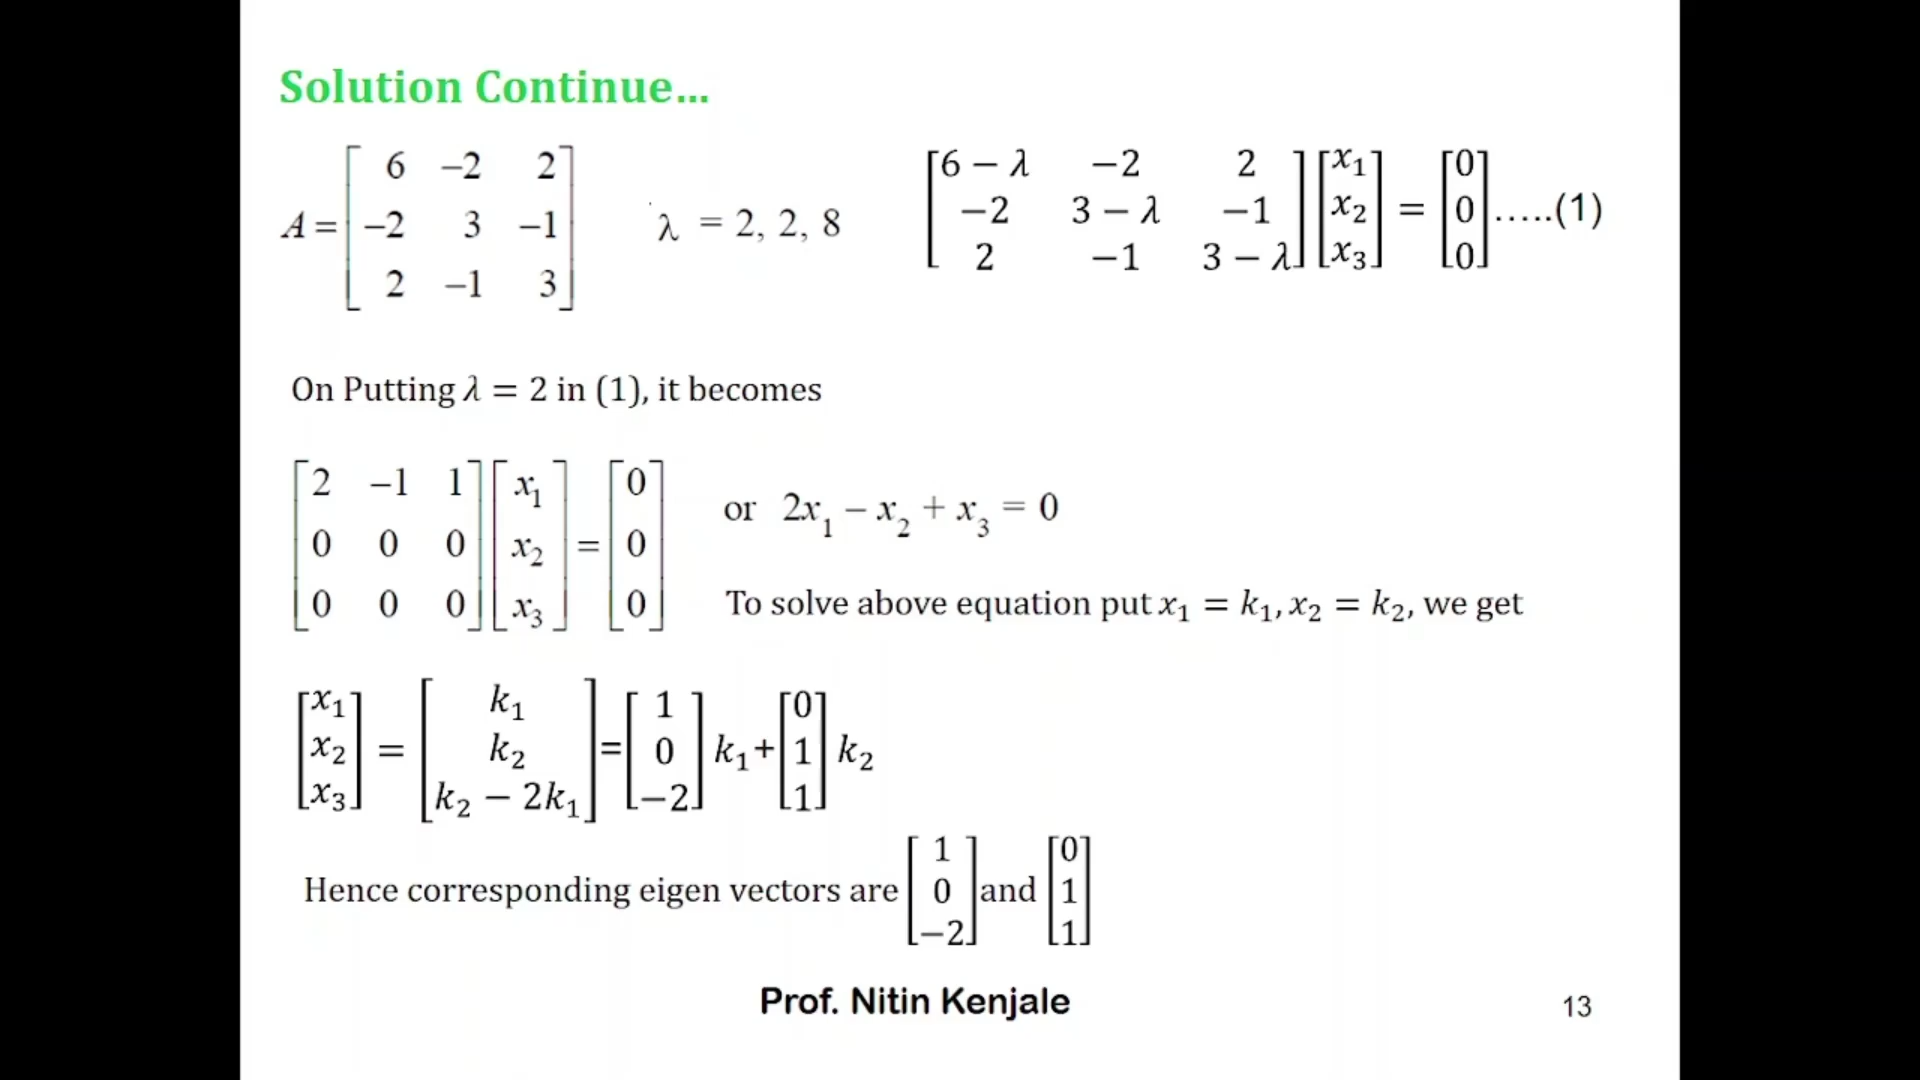 Solution Continue...
A = [6 −2 2; −2 3 −1; 2 −1 3] λ = 2, 2, 8 [6 − λ −2 2; −2 3 − λ −1; 2 −1 3 − λ] [x₁; x₂; x₃] = [0; 0; 0] .....(1)
On Putting λ = 2 in (1), it becomes
[2 −1 1; 0 0 0; 0 0 0] [x₁; x₂; x₃] = [0; 0; 0] or 2x₁ − x₂ + x₃ = 0
To solve above equation put x₁ = k₁, x₂ = k₂, we get
[x₁; x₂; x₃] = [k₁; k₂; k₂ − 2k₁] = [1; 0; −2] k₁ + [0; 1; 1] k₂
Hence corresponding eigen vectors are [1; 0; −2] and [0; 1; 1]
Prof. Nitin Kenjale
13